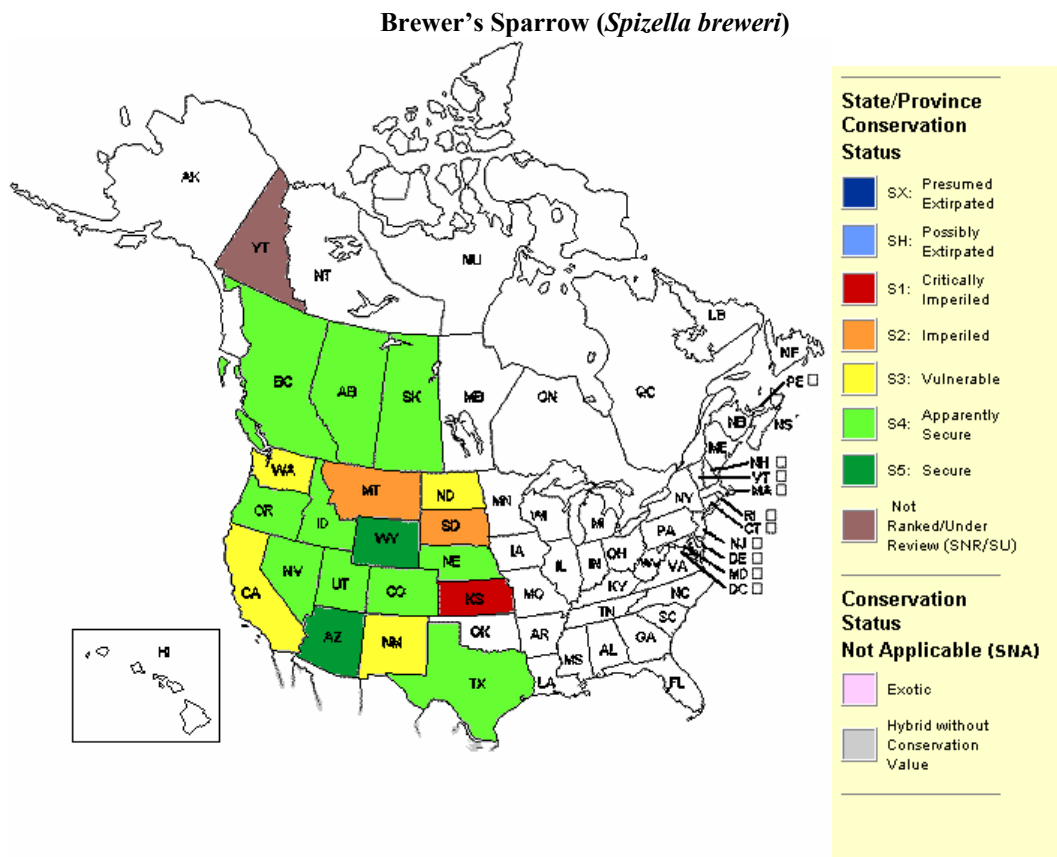 Brewer's Sparrow (Spizella breweri)
AK
YT
NT
NU
BC
AB
SK
MB
ON
QC
LB
NF
PE
NB
NS
ME
NH
VT
MA
RI
CT
NJ
DE
MD
DC
WA
MT
ND
MN
OR
ID
WY
SD
WI
MI
NY
PA
NE
IA
IL
IN
OH
WV
VA
CA
NV
UT
CO
KS
MO
KY
NC
TN
SC
AZ
NM
OK
AR
MS
AL
GA
TX
LA
FL
HI
State/Province
Conservation
Status
SX: Presumed
Extirpated
SH: Possibly
Extirpated
S1: Critically
Imperiled
S2: Imperiled
S3: Vulnerable
S4: Apparently
Secure
S5: Secure
Not
Ranked/Under
Review (SNR/SU)
Conservation
Status
Not Applicable (SNA)
Exotic
Hybrid without
Conservation
Value